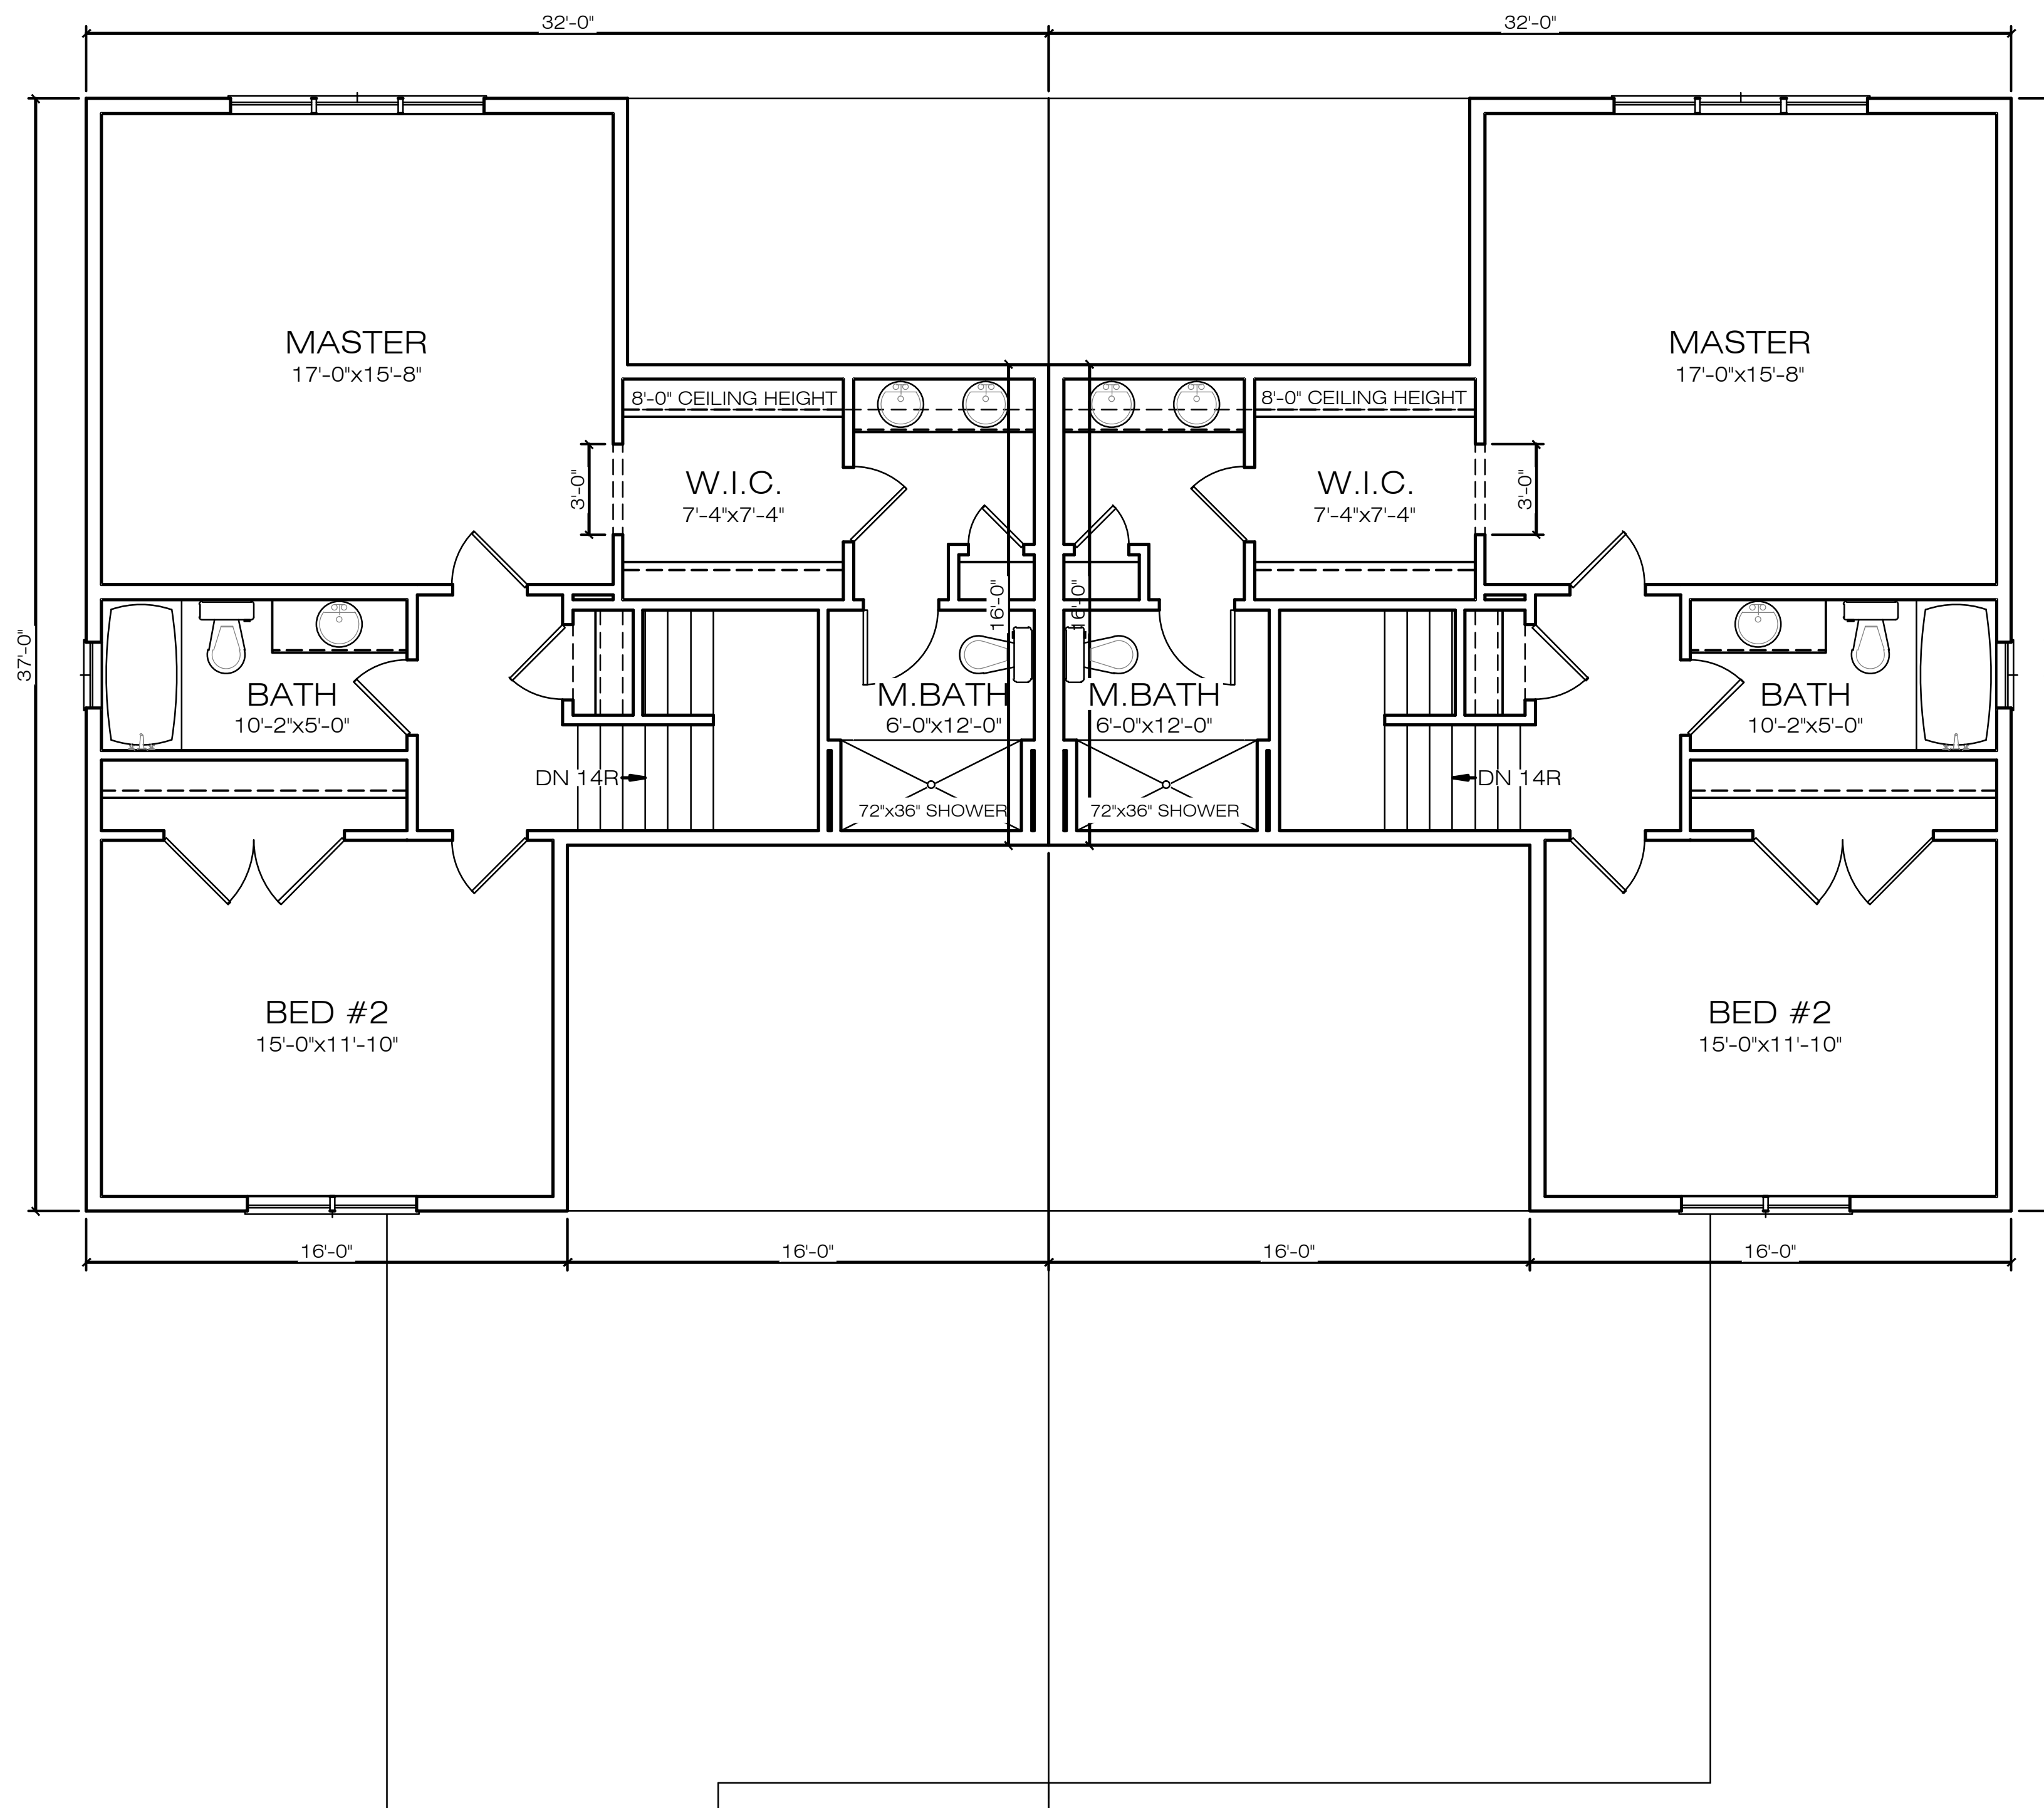 32'-0"
32'-0"
MASTER
17'-0"x15'-8"
MASTER
17'-0"x15'-8"
8'-0" CEILING HEIGHT
8'-0" CEILING HEIGHT
3'-0"
W.I.C.
7'-4"x7'-4"
W.I.C.
7'-4"x7'-4"
3'-0"
16'-0"
16'-0"
37'-0"
BATH
10'-2"x5'-0"
M.BATH
6'-0"x12'-0"
M.BATH
6'-0"x12'-0"
BATH
10'-2"x5'-0"
DN 14R
DN 14R
72"x36" SHOWER
72"x36" SHOWER
BED #2
15'-0"x11'-10"
BED #2
15'-0"x11'-10"
16'-0"
16'-0"
16'-0"
16'-0"